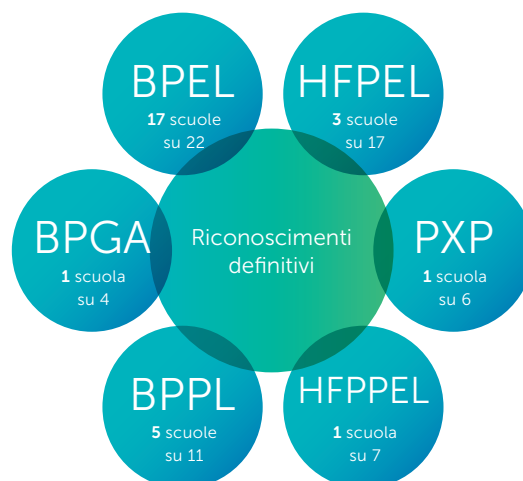 BPEL
17 scuole
su 22
HFPEL
3 scuole
su 17
BPGA
1 scuola
su 4
Riconoscimenti
definitivi
PXP
1 scuola
su 6
BPPL
5 scuole
su 11
HFPPEL
1 scuola
su 7